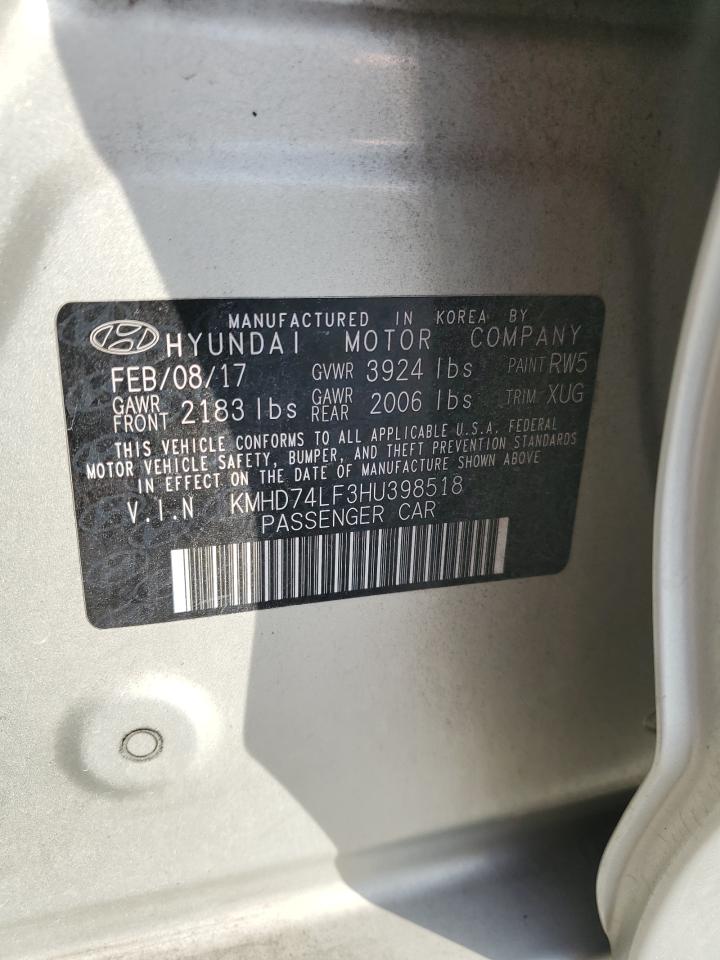 MANUFACTURED IN KOREA BY
HYUNDAI MOTOR COMPANY
FEB/08/17 GVWR 3924 lbs PAINT RW5
GAWR FRONT 2183 lbs GAWR REAR 2006 lbs TRIM XUG
THIS VEHICLE CONFORMS TO ALL APPLICABLE U.S.A. FEDERAL
MOTOR VEHICLE SAFETY, BUMPER, AND THEFT PREVENTION STANDARDS
IN EFFECT ON THE DATE OF MANUFACTURE SHOWN ABOVE.
V.I.N KMHD74LF3HU398518
PASSENGER CAR